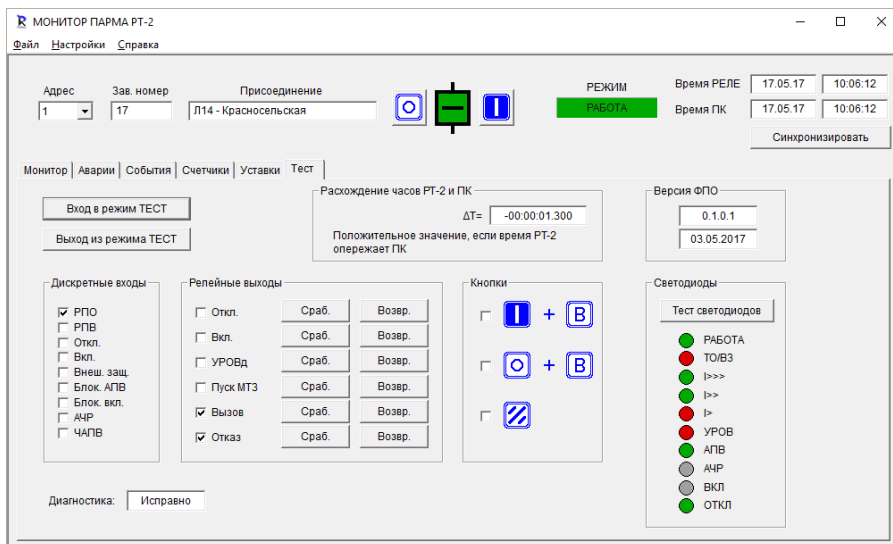 МОНИТОР ПАРМА РТ-2
Файл Настройки Справка
Адрес Зав. номер Присоединение
1 17 Л14 - Красносельская
РЕЖИМ
РАБОТА
Время РЕЛЕ 17.05.17 10:06:12
Время ПК 17.05.17 10:06:12
Синхронизировать
Монитор Аварии События Счетчики Уставки Тест
Вход в режим ТЕСТ
Выход из режима ТЕСТ
Расхождение часов РТ-2 и ПК
ΔТ= -00:00:01.300
Положительное значение, если время РТ-2
опережает ПК
Версия ФПО
0.1.0.1
03.05.2017
Дискретные входы
РПО
РПВ
Откл.
Вкл.
Внеш. защ.
Блок. АПВ
Блок. вкл.
АЧР
ЧАПВ
Релейные выходы
Откл. Сраб. Возвр.
Вкл. Сраб. Возвр.
УРОВд Сраб. Возвр.
Пуск МТЗ Сраб. Возвр.
Вызов Сраб. Возвр.
Отказ Сраб. Возвр.
Кнопки
+ В
+ В
Светодиоды
Тест светодиодов
РАБОТА
ТО/ВЗ
I>>>
I>>
I>
УРОВ
АПВ
АЧР
ВКЛ
ОТКЛ
Диагностика: Исправно